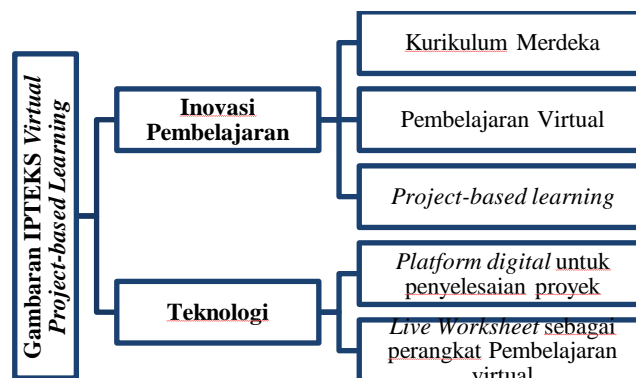 Gambaran IPTEKS Virtual
Project-based Learning
Inovasi
Pembelajaran
Kurikulum Merdeka
Pembelajaran Virtual
Project-based learning
Teknologi
Platform digital untuk
penyelesaian proyek
Live Worksheet sebagai
perangkat Pembelajaran
virtual